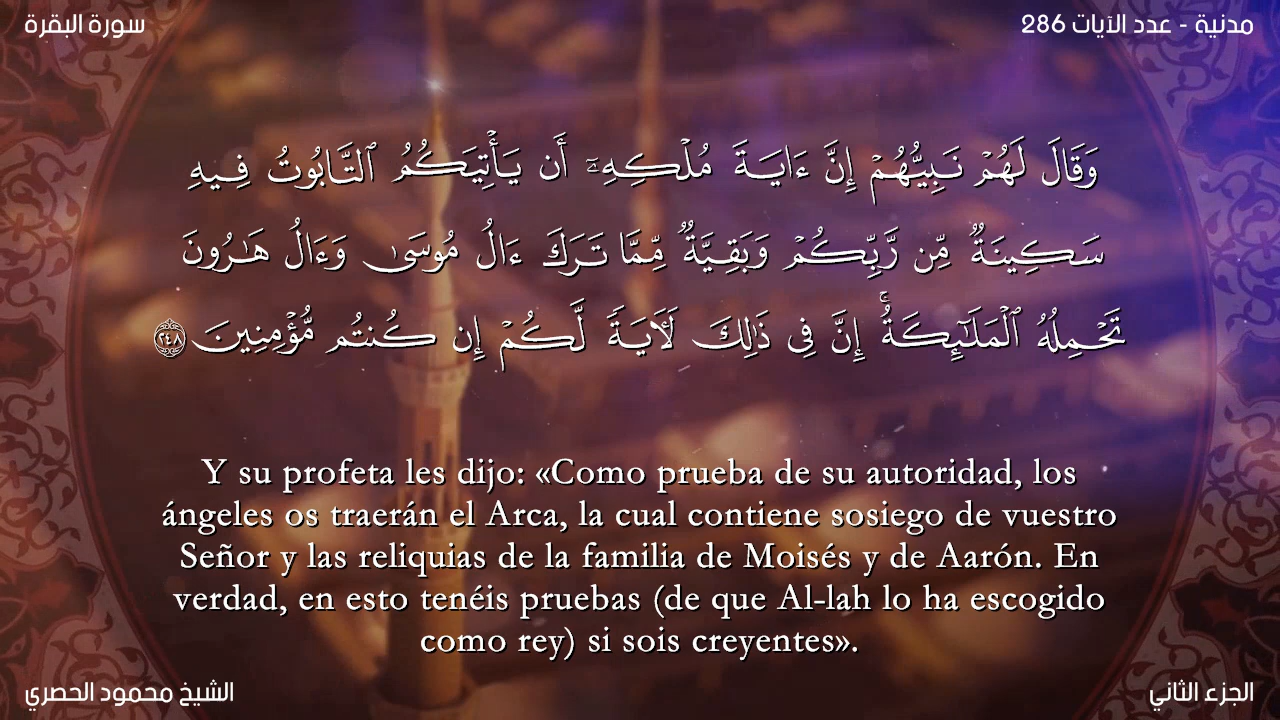 سورة البقرة
مدنية - عدد الآيات 286
وَقَالَ لَهُمۡ نَبِيُّهُمۡ إِنَّ ءَايَةَ مُلۡكِهِۦٓ أَن يَأۡتِيَكُمُ ٱلتَّابُوتُ فِيهِ
سَكِينَةٞ مِّن رَّبِّكُمۡ وَبَقِيَّةٞ مِّمَّا تَرَكَ ءَالُ مُوسَىٰ وَءَالُ هَٰرُونَ
تَحۡمِلُهُ ٱلۡمَلَٰٓئِكَةُۚ إِنَّ فِي ذَٰلِكَ لَأٓيَةٗ لَّكُمۡ إِن كُنتُم مُّؤۡمِنِينَ ٢٤٨
Y su profeta les dijo: «Como prueba de su autoridad, los
ángeles os traerán el Arca, la cual contiene sosiego de vuestro
Señor y las reliquias de la familia de Moisés y de Aarón. En
verdad, en esto tenéis pruebas (de que Al-lah lo ha escogido
como rey) si sois creyentes».
الشيخ محمود الحصري
الجزء الثاني